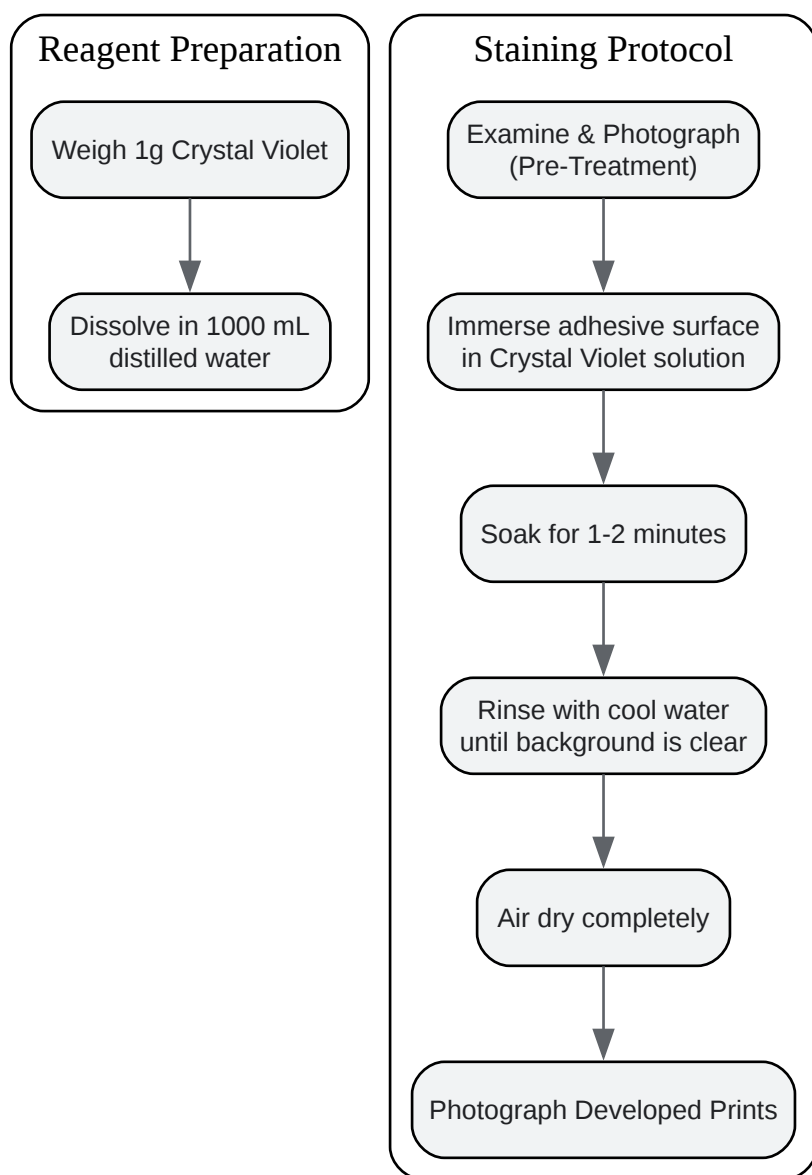 Reagent Preparation
Weigh 1g Crystal Violet
Dissolve in 1000 mL
distilled water
Staining Protocol
Examine & Photograph
(Pre-Treatment)
Immerse adhesive surface
in Crystal Violet solution
Soak for 1-2 minutes
Rinse with cool water
until background is clear
Air dry completely
Photograph Developed Prints